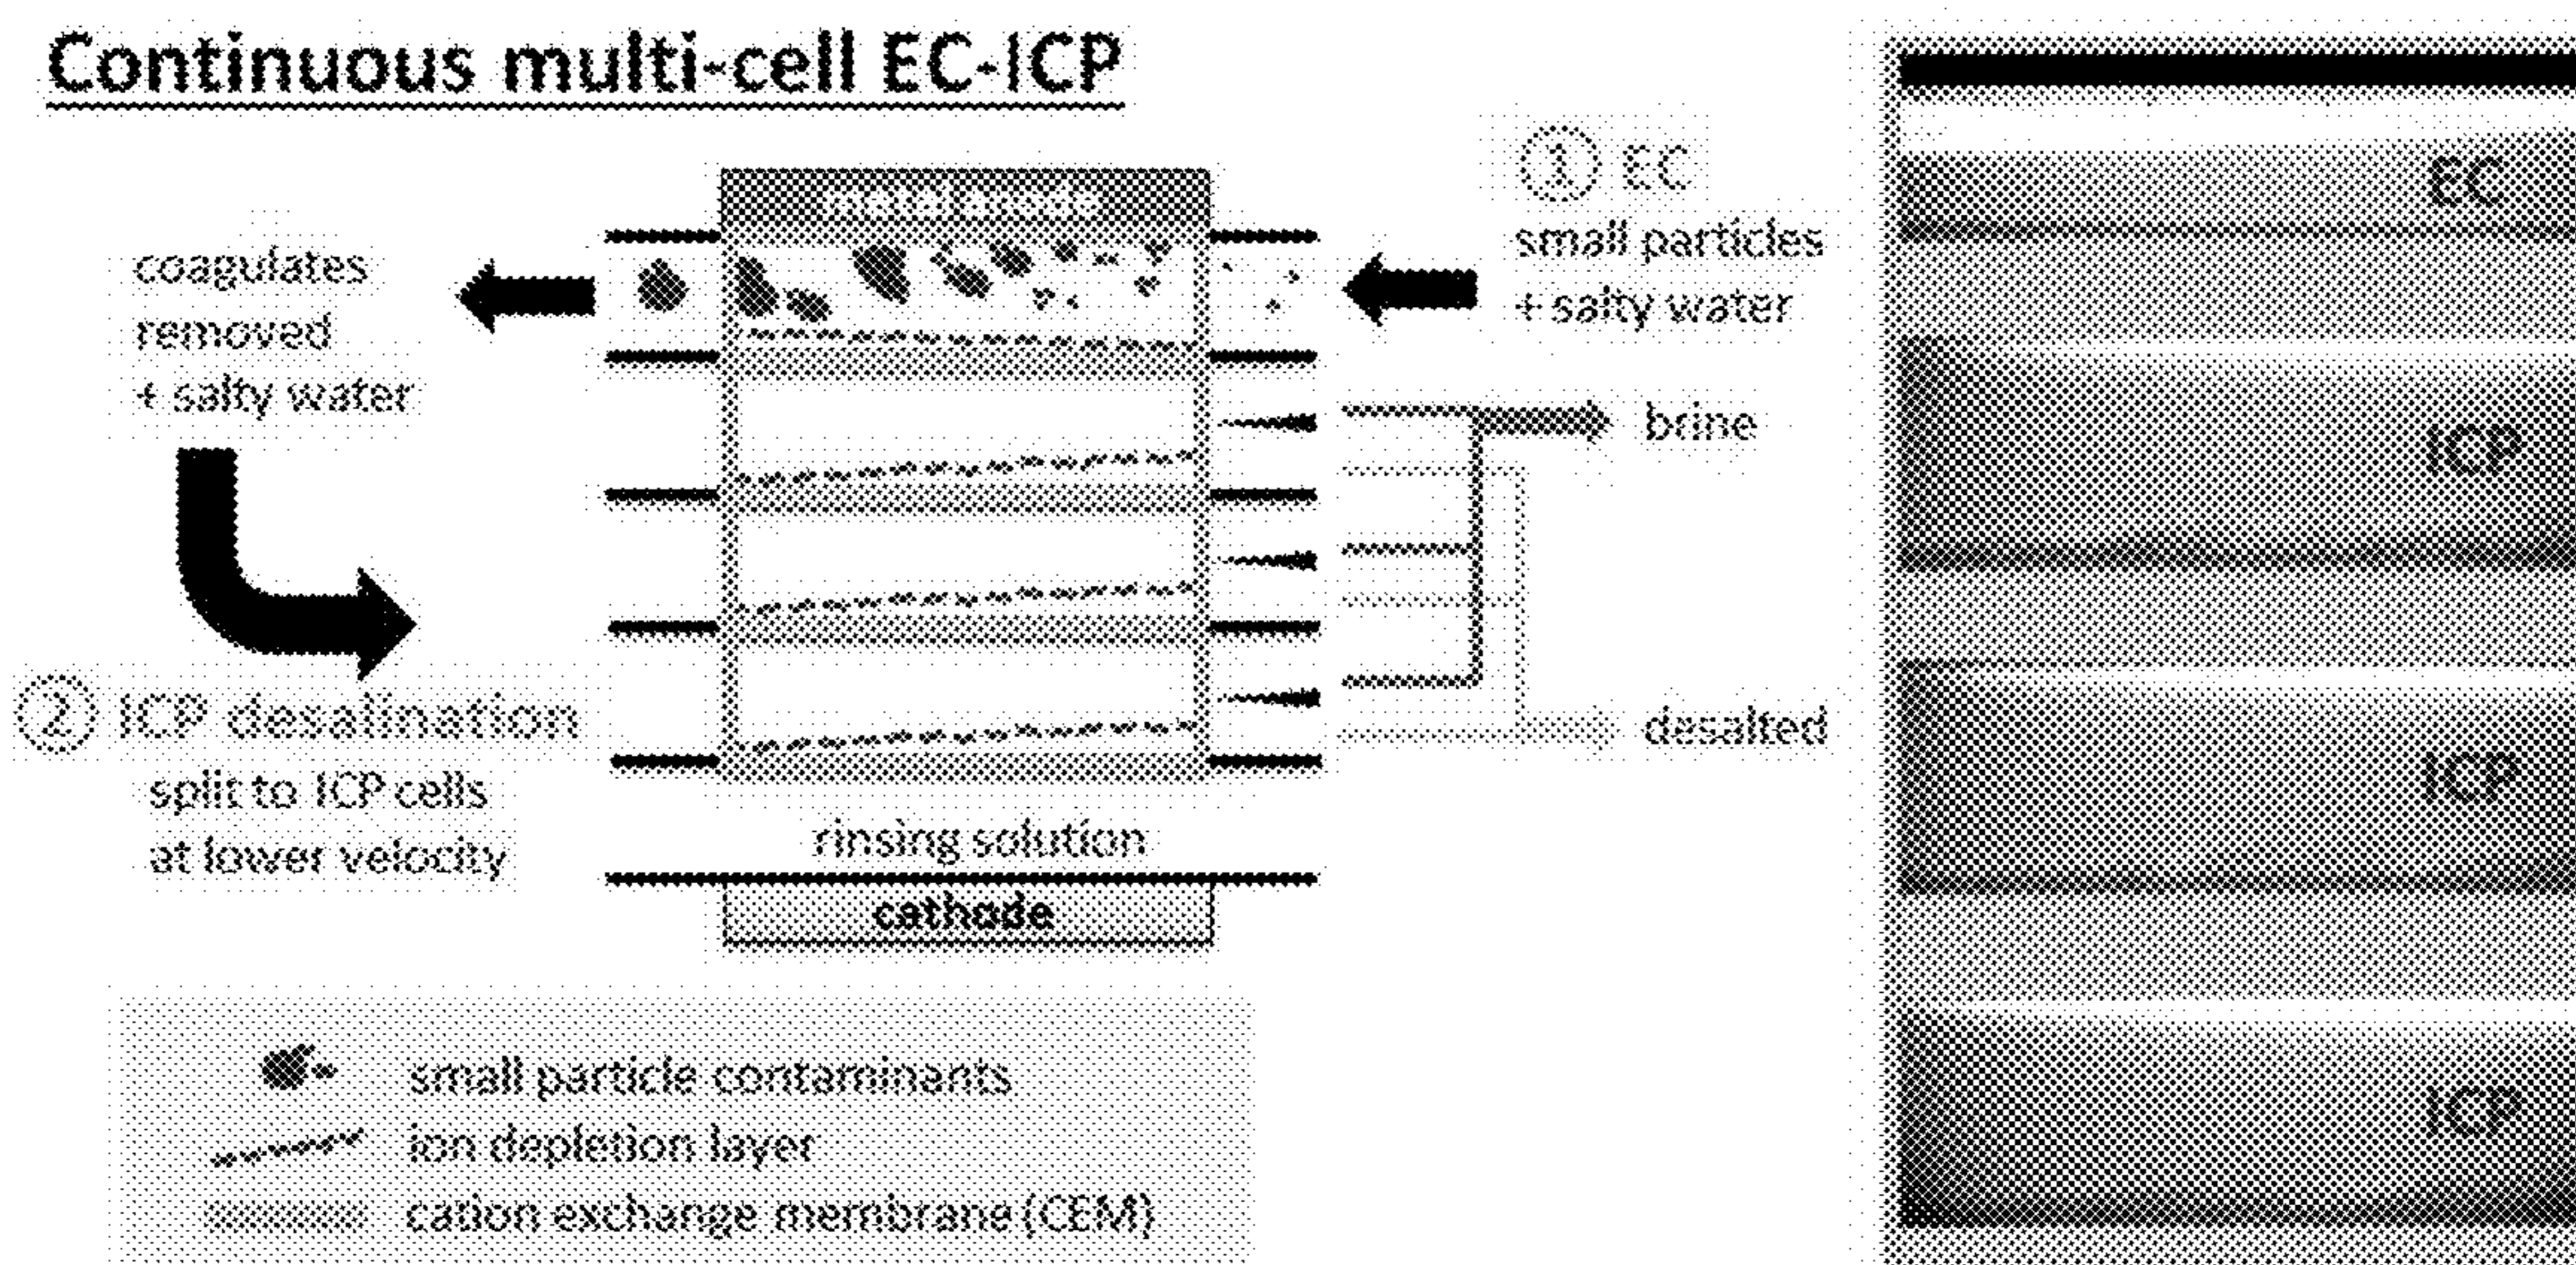 Continuous multi-cell EC-ICP
① EC
small particles
+ salty water
metal anode
coagulates
removed
+ salty water
brine
② ICP desalination
split to ICP cells
at lower velocity
desalted
rinsing solution
cathode
small particle contaminants
ion depletion layer
cation exchange membrane (CEM)
EC
ICP
ICP
ICP